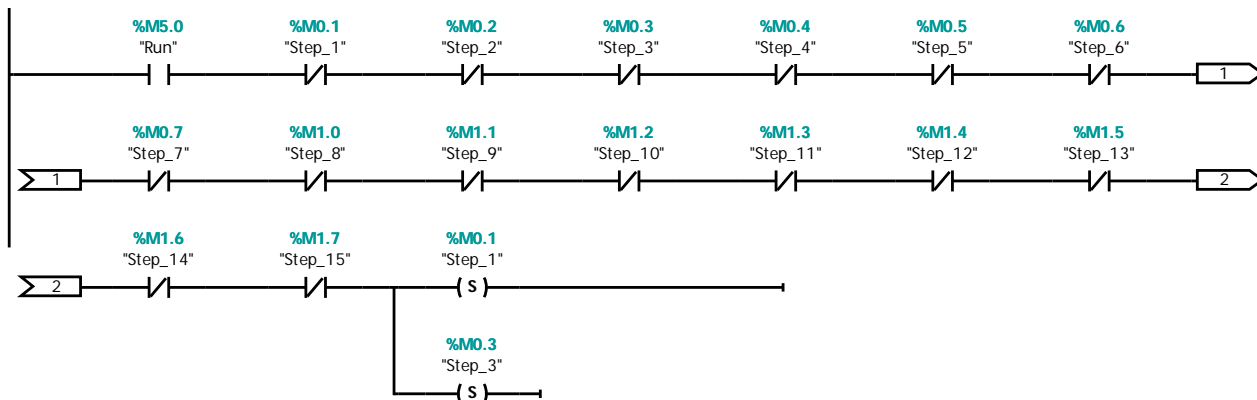 %M5.0 %M0.1 %M0.2 %M0.3 %M0.4 %M0.5 %M0.6
"Run" "Step_1" "Step_2" "Step_3" "Step_4" "Step_5" "Step_6"
1
%M0.7 %M1.0 %M1.1 %M1.2 %M1.3 %M1.4 %M1.5
"Step_7" "Step_8" "Step_9" "Step_10" "Step_11" "Step_12" "Step_13"
1 2
%M1.6 %M1.7 %M0.1
"Step_14" "Step_15" "Step_1"
2 S
%M0.3
"Step_3"
S